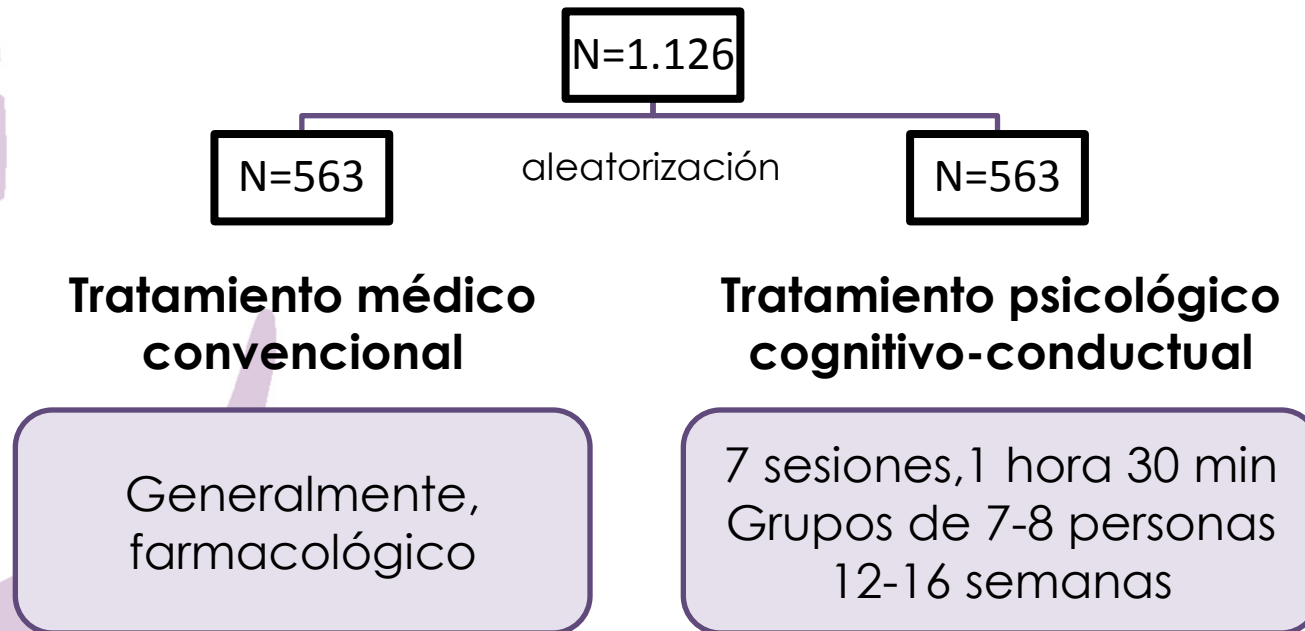 N=1.126
N=563
aleatorización
N=563
Tratamiento médico
convencional
Tratamiento psicológico
cognitivo-conductual
Generalmente,
farmacológico
7 sesiones,1 hora 30 min
Grupos de 7-8 personas
12-16 semanas